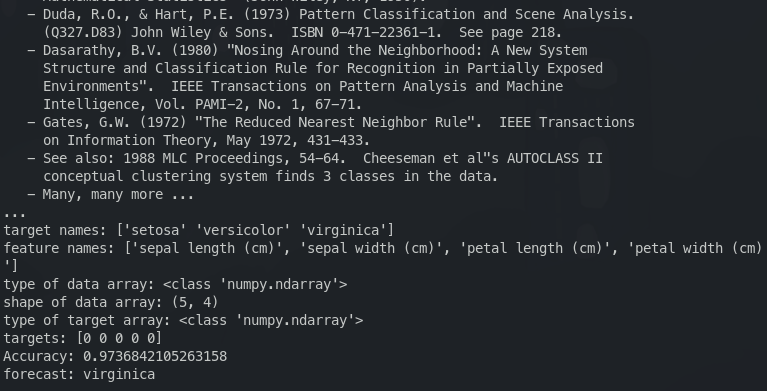 – Duda, R.O., & Hart, P.E. (1973) Pattern Classification and Scene Analysis.
(Q327.D83) John Wiley & Sons.  ISBN 0-471-22361-1.  See page 218.
– Dasarathy, B.V. (1980) "Nosing Around the Neighborhood: A New System
Structure and Classification Rule for Recognition in Partially Exposed
Environments".  IEEE Transactions on Pattern Analysis and Machine
Intelligence, Vol. PAMI-2, No. 1, 67-71.
– Gates, G.W. (1972) "The Reduced Nearest Neighbor Rule".  IEEE Transactions
on Information Theory, May 1972, 431-433.
– See also: 1988 MLC Proceedings, 54-64.  Cheeseman et al"s AUTOCLASS II
conceptual clustering system finds 3 classes in the data.
– Many, many more ...
...
target names: ['setosa' 'versicolor' 'virginica']
feature names: ['sepal length (cm)', 'sepal width (cm)', 'petal length (cm)', 'petal width (cm)
']
type of data array: <class 'numpy.ndarray'>
shape of data array: (5, 4)
type of target array: <class 'numpy.ndarray'>
targets: [0 0 0 0 0]
Accuracy: 0.9736842105263158
forecast: virginica